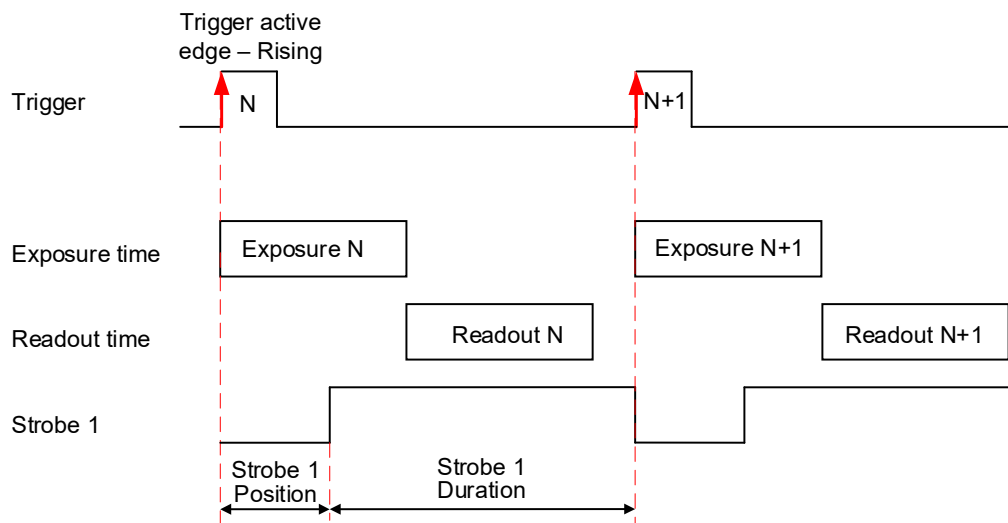 Trigger active
edge – Rising
Trigger
N
N+1
Exposure time
Exposure N
Exposure N+1
Readout time
Readout N
Readout N+1
Strobe 1
Strobe 1
Position
Strobe 1
Duration